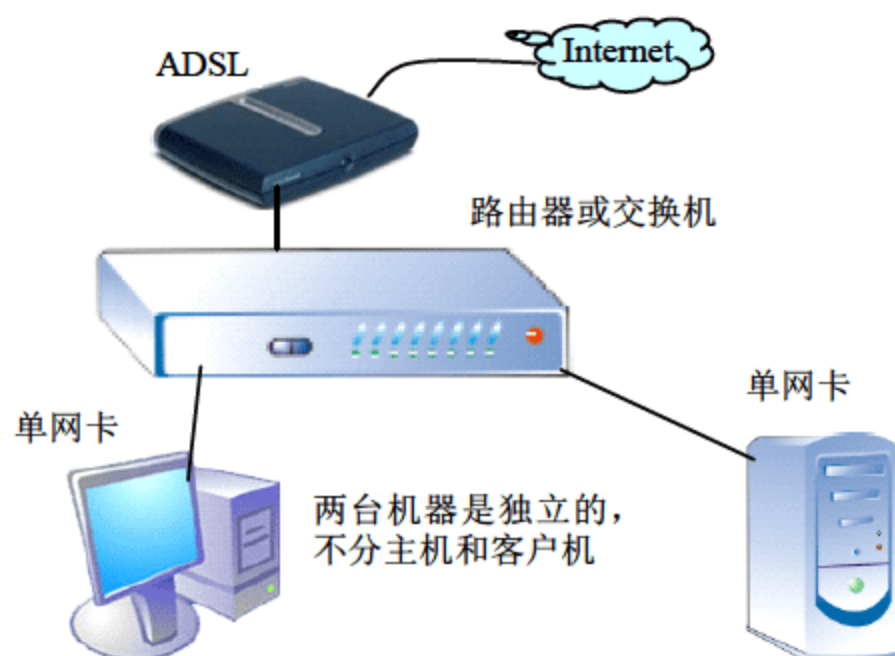 Internet
ADSL
路由器或交换机
单网卡
单网卡
两台机器是独立的，
不分主机和客户机